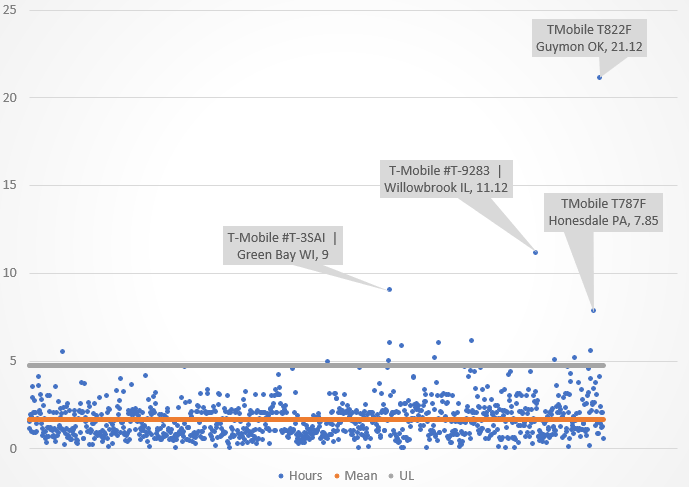 25
TMobile T822F
Guymon OK, 21.12
20
T-Mobile #T-9283 |
Willowbrook IL, 11.12
15
TMobile T787F
Honesdale PA, 7.85
T-Mobile #T-3SAI |
Green Bay WI, 9
10
5
0
Hours Mean UL